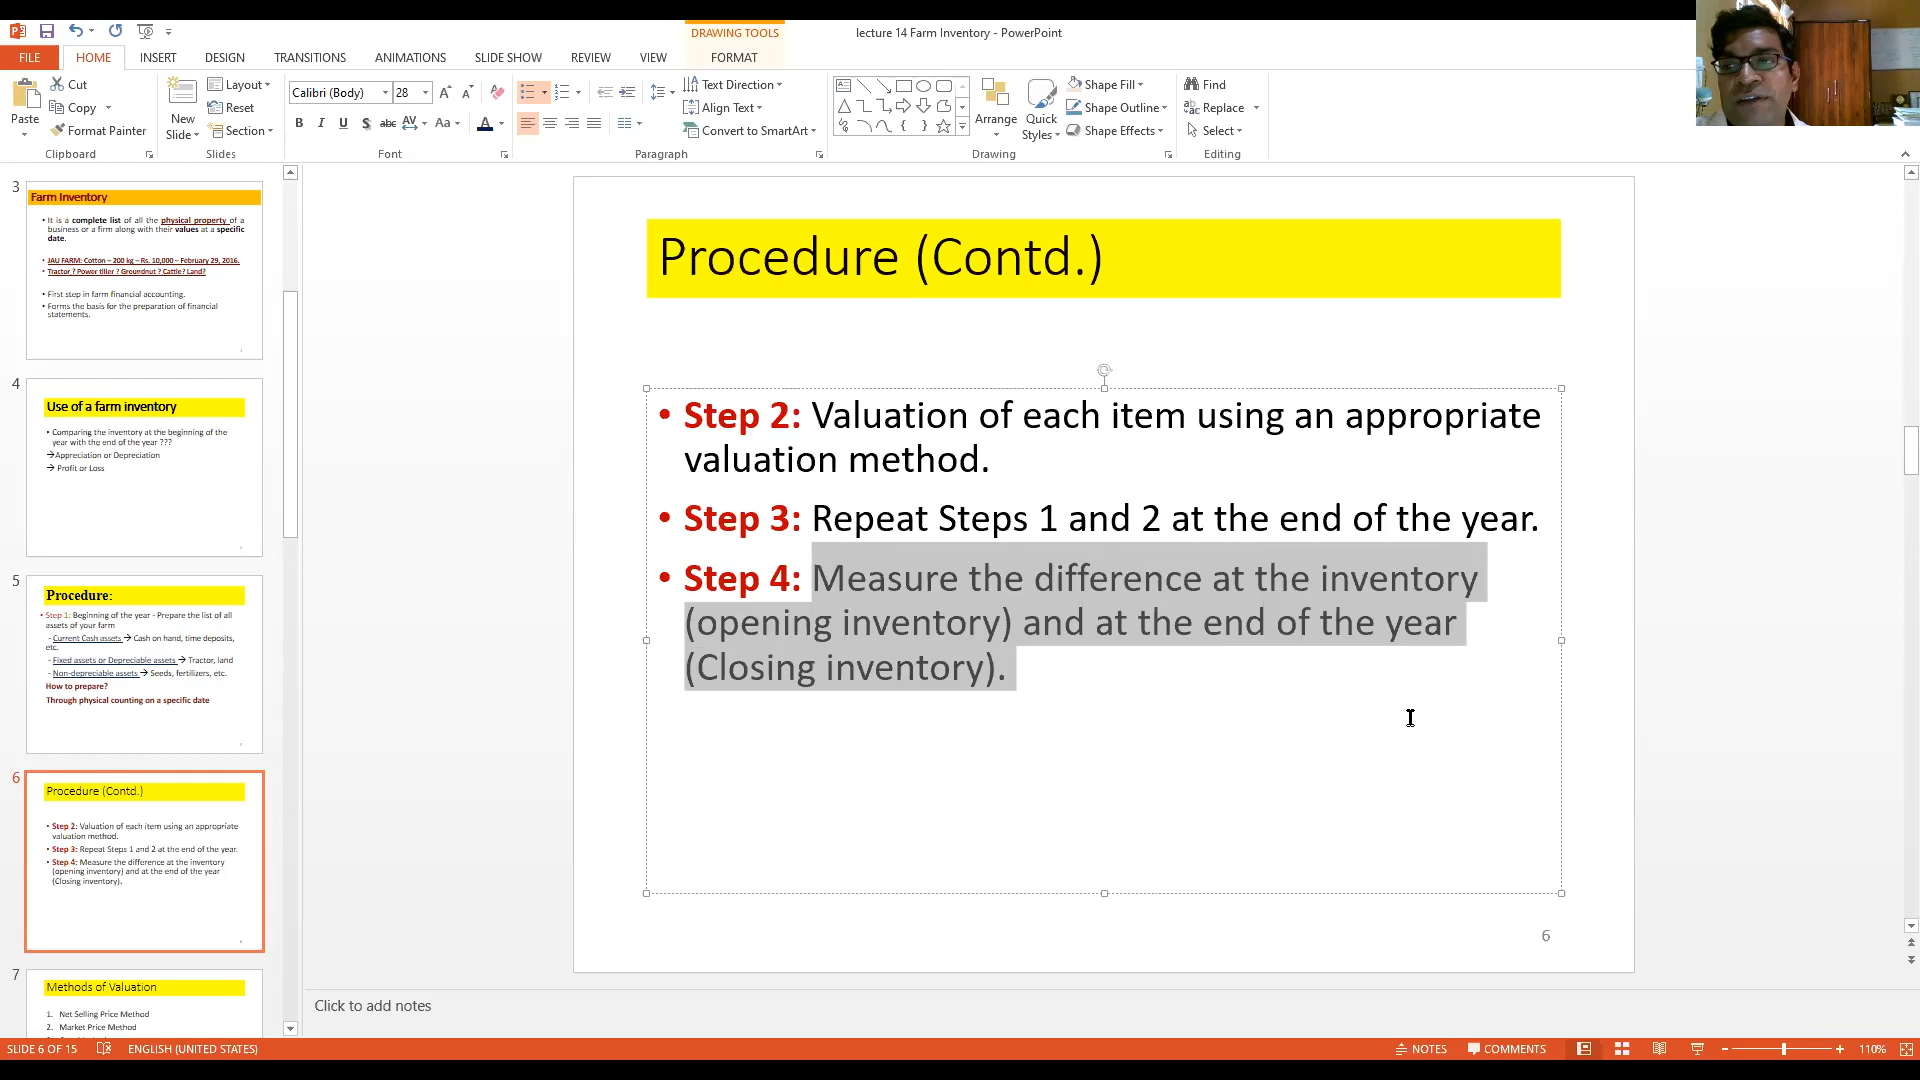 DRAWING TOOLS
lecture 14 Farm Inventory - PowerPoint
FILE HOME INSERT DESIGN TRANSITIONS ANIMATIONS SLIDE SHOW REVIEW VIEW FORMAT
Paste
Cut
Copy
Format Painter
Clipboard
New
Slide
Layout
Reset
Section
Slides
Calibri (Body) 28
B I U S abc AV Aa A
Font
Text Direction
Align Text
Convert to SmartArt
Paragraph
Arrange
Quick
Styles
Shape Fill
Shape Outline
Shape Effects
Drawing
Find
Replace
Select
Editing
3
Farm Inventory
• It is a complete list of all the physical property of a
business or a firm along with their values at a specific
date.
• JAU FARM: Cotton – 200 kg – Rs. 10,000 – February 29, 2016.
• Tractor ? Power tiller ? Groundnut ? Cattle? Land?
• First step in farm financial accounting.
• Forms the basis for the preparation of financial
statements.
4
Use of a farm inventory
• Comparing the inventory at the beginning of the
year with the end of the year ???
→Appreciation or Depreciation
→ Profit or Loss
5
Procedure:
• Step 1: Beginning of the year - Prepare the list of all
assets of your farm
- Current Cash assets → Cash on hand, time deposits,
etc.
- Fixed assets or Depreciable assets → Tractor, land
- Non-depreciable assets → Seeds, fertilizers, etc.
How to prepare?
Through physical counting on a specific date
6
Procedure (Contd.)
• Step 2: Valuation of each item using an appropriate
valuation method.
• Step 3: Repeat Steps 1 and 2 at the end of the year.
• Step 4: Measure the difference at the inventory
(opening inventory) and at the end of the year
(Closing inventory).
7
Methods of Valuation
1. Net Selling Price Method
2. Market Price Method
Procedure (Contd.)
• Step 2: Valuation of each item using an appropriate
valuation method.
• Step 3: Repeat Steps 1 and 2 at the end of the year.
• Step 4: Measure the difference at the inventory
(opening inventory) and at the end of the year
(Closing inventory).
6
Click to add notes
SLIDE 6 OF 15 ENGLISH (UNITED STATES) NOTES COMMENTS 110%